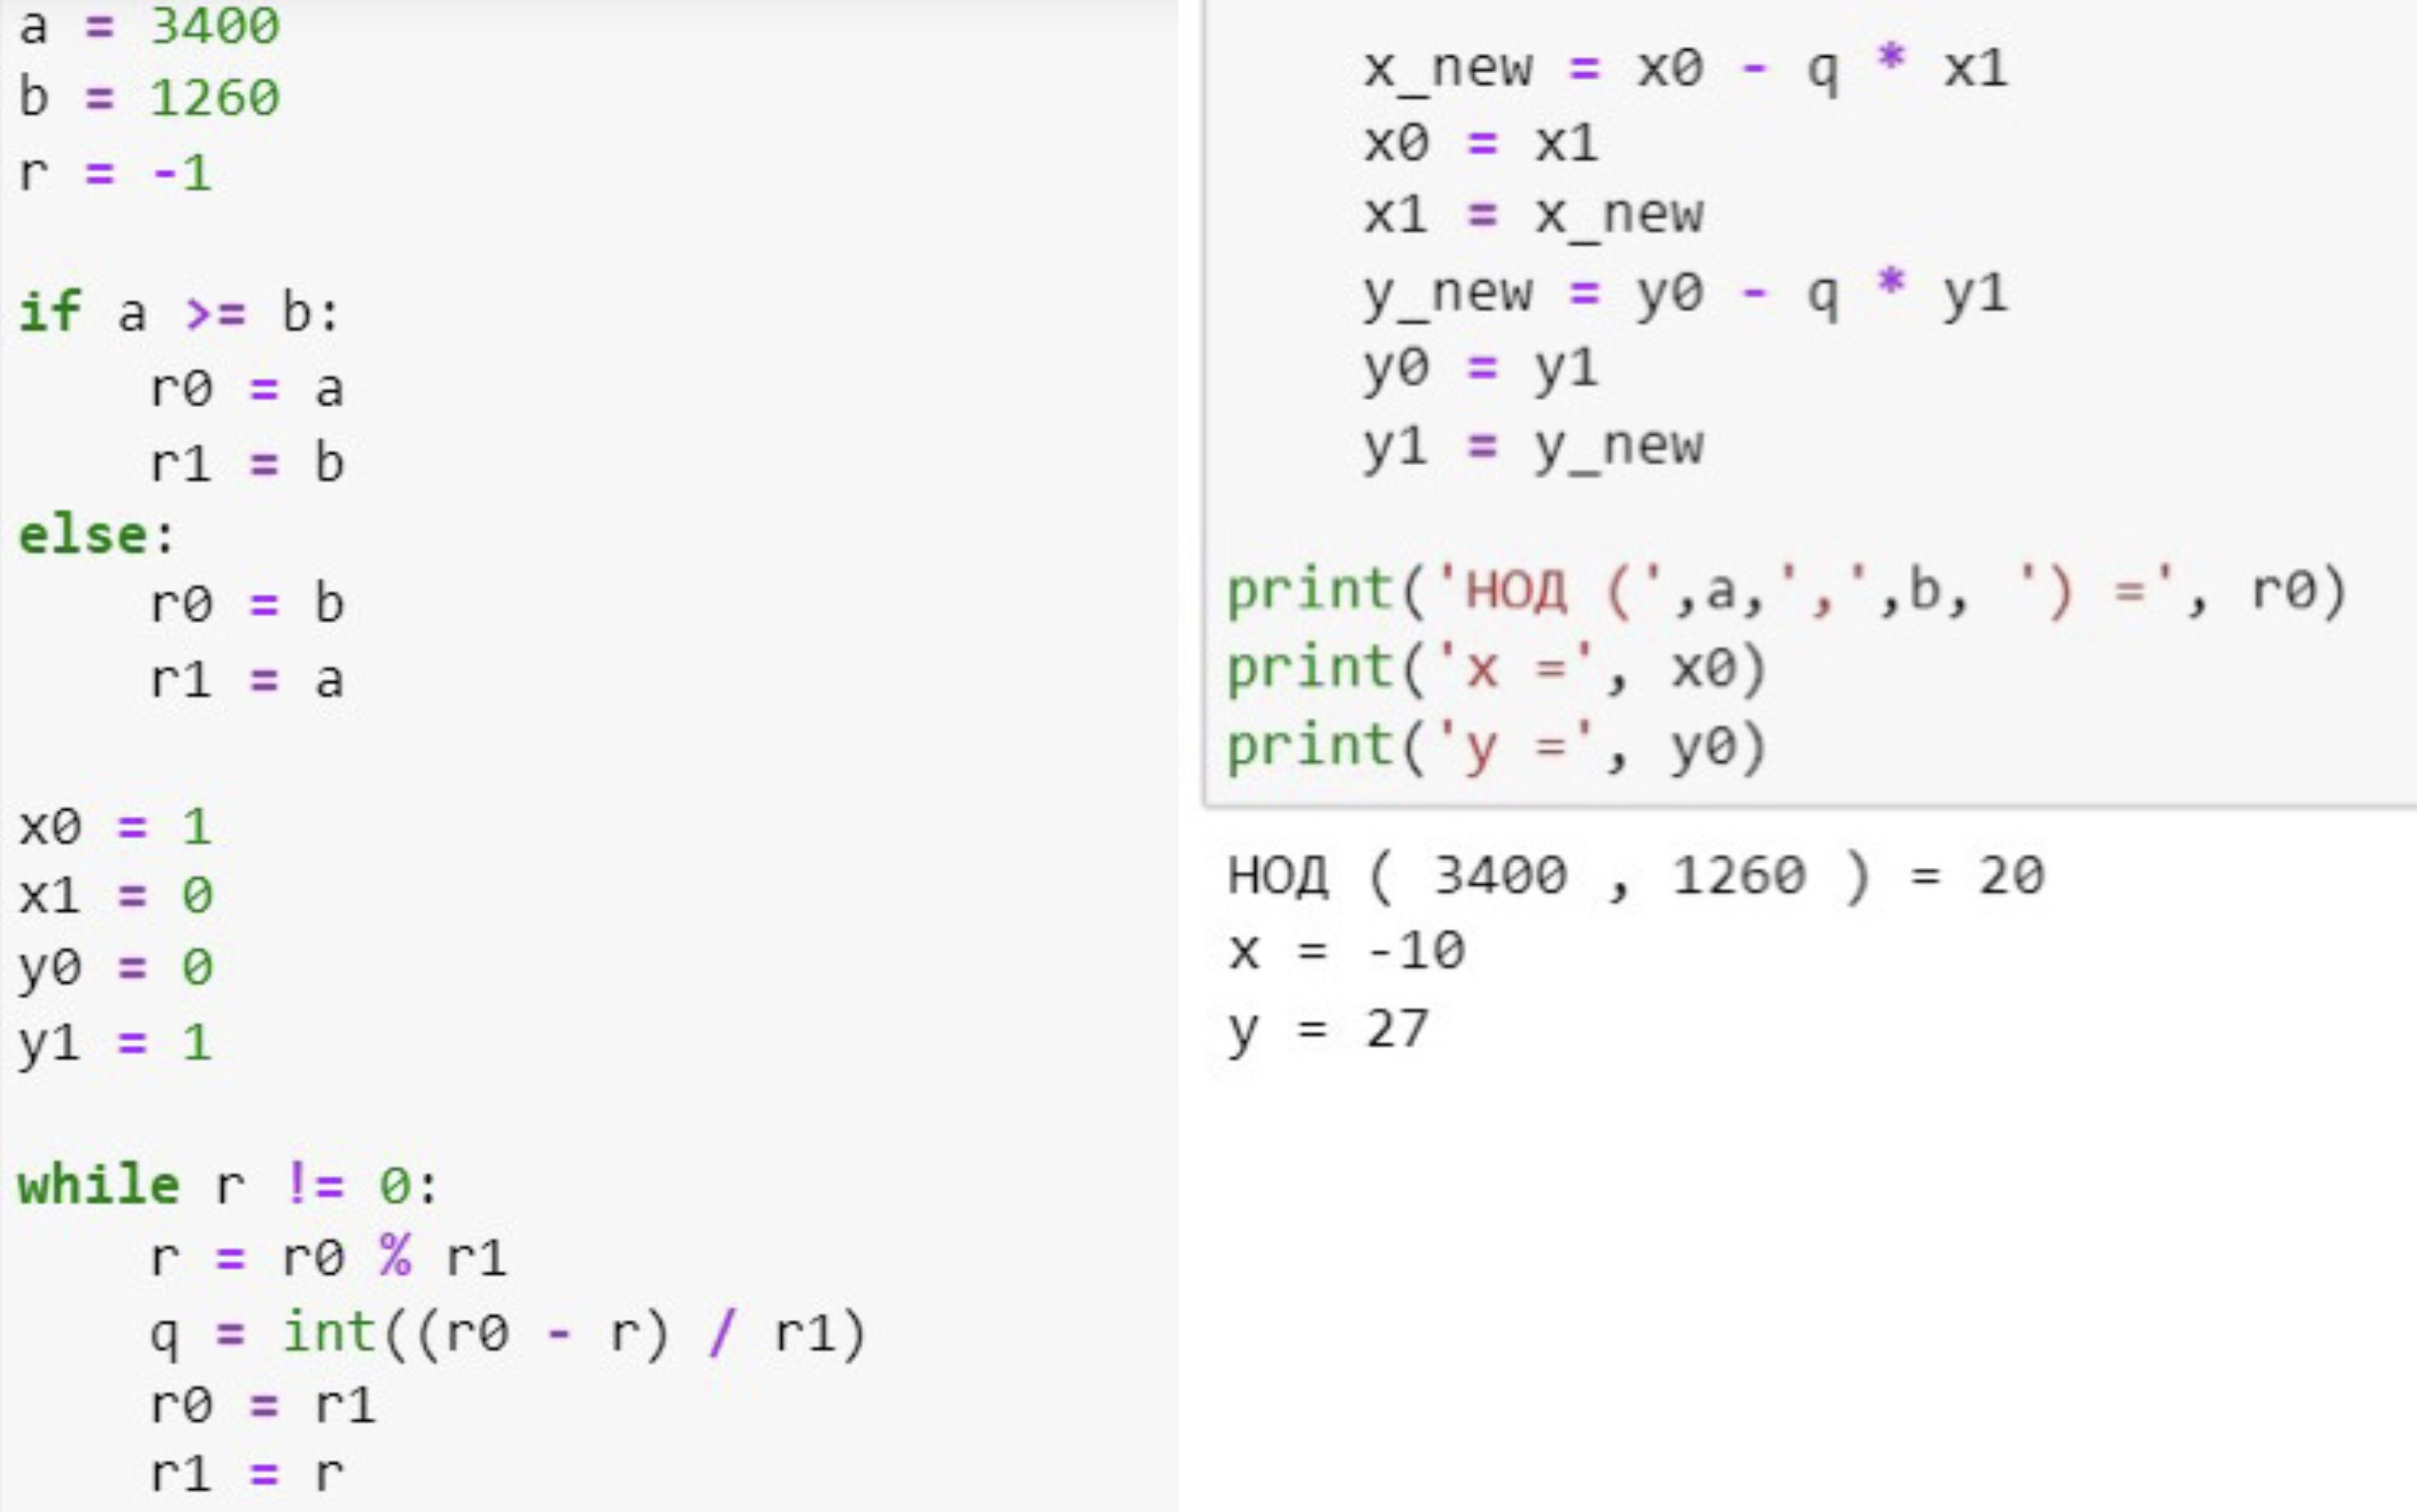 a = 3400
b = 1260
r = -1
if a >= b:
    r0 = a
    r1 = b
else:
    r0 = b
    r1 = a
x0 = 1
x1 = 0
y0 = 0
y1 = 1
while r != 0:
    r = r0 % r1
    q = int((r0 - r) / r1)
    r0 = r1
    r1 = r
    x_new = x0 - q * x1
    x0 = x1
    x1 = x_new
    y_new = y0 - q * y1
    y0 = y1
    y1 = y_new
print('НОД (',a,',',b, ') =', r0)
print('x =', x0)
print('y =', y0)
НОД ( 3400 , 1260 ) = 20
x = -10
y = 27